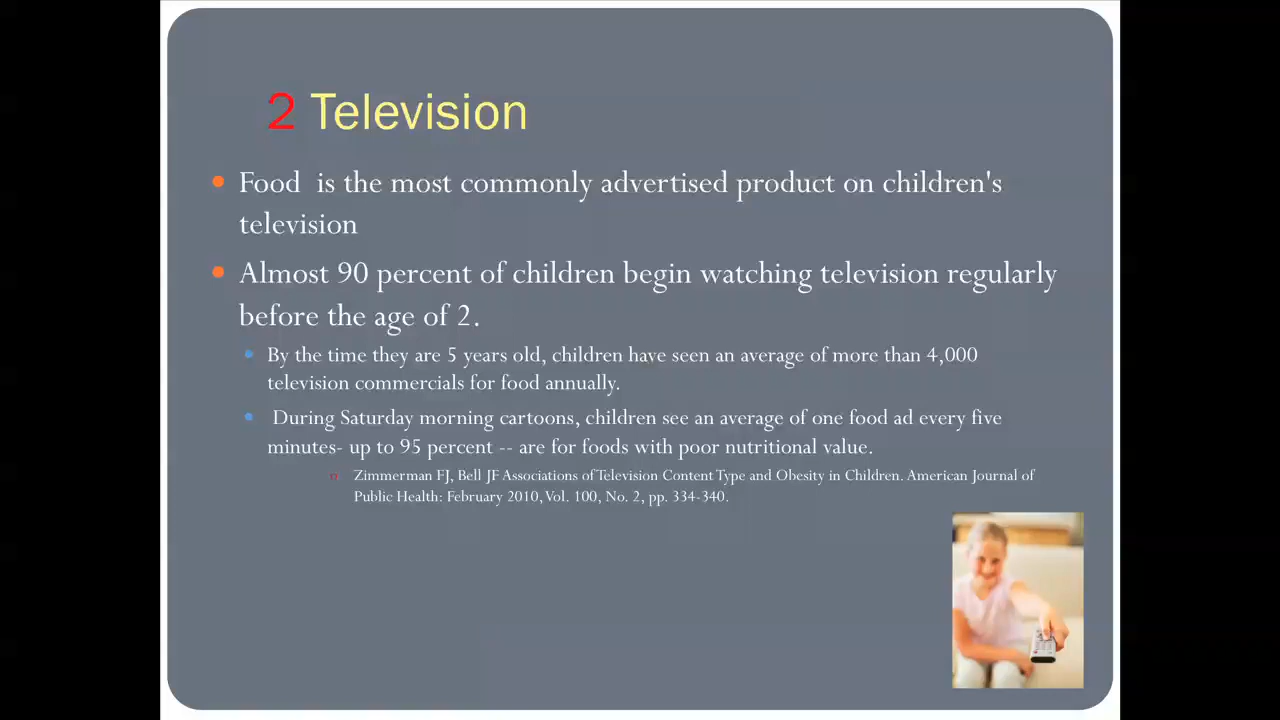 2 Television
Food  is the most commonly advertised product on children's
television
Almost 90 percent of children begin watching television regularly
before the age of 2.
By the time they are 5 years old, children have seen an average of more than 4,000
television commercials for food annually.
During Saturday morning cartoons, children see an average of one food ad every five
minutes- up to 95 percent -- are for foods with poor nutritional value.
Zimmerman FJ, Bell JF Associations of Television Content Type and Obesity in Children. American Journal of
Public Health: February 2010, Vol. 100, No. 2, pp. 334-340.